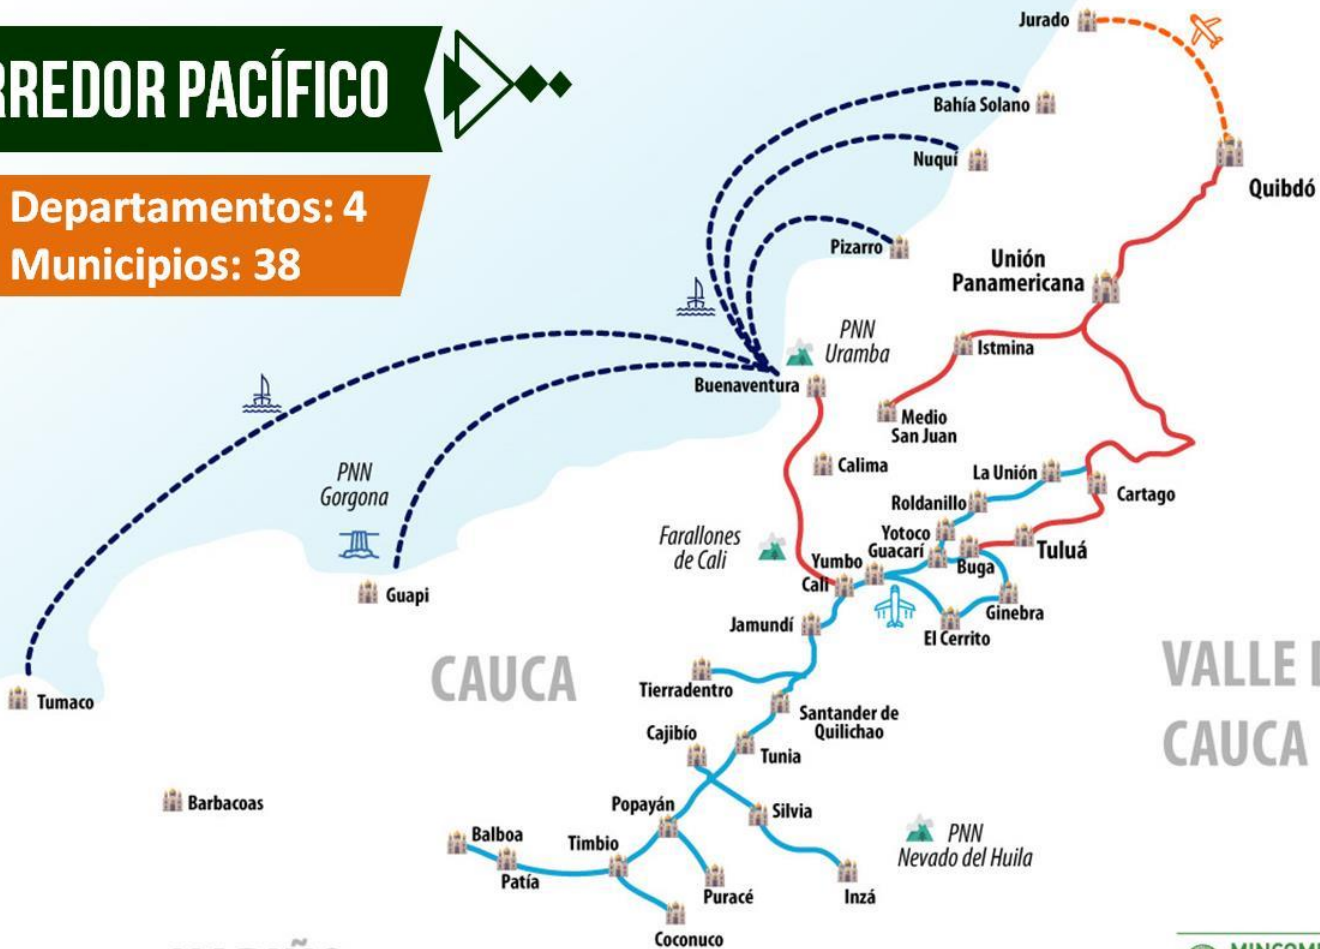 RREDOR PACÍFICO
Departamentos: 4
Municipios: 38
Jurado
Bahía Solano
Nuquí
Quibdó
Pizarro
Unión
Panamericana
PNN
Uramba
Istmina
Buenaventura
Medio
San Juan
Calima
La Unión
Cartago
Roldanillo
PNN
Gorgona
Farallones
de Cali
Yotoco
Guacarí
Tuluá
Yumbo
Buga
Cali
Guapi
Ginebra
El Cerrito
Jamundí
CAUCA
VALLE D
CAUCA
Tierradentro
Tumaco
Santander de
Quilichao
Cajibío
Tunia
Barbacoas
Popayán
Silvia
Balboa
Timbio
PNN
Nevado del Huila
Patía
Puracé
Inzá
Coconuco